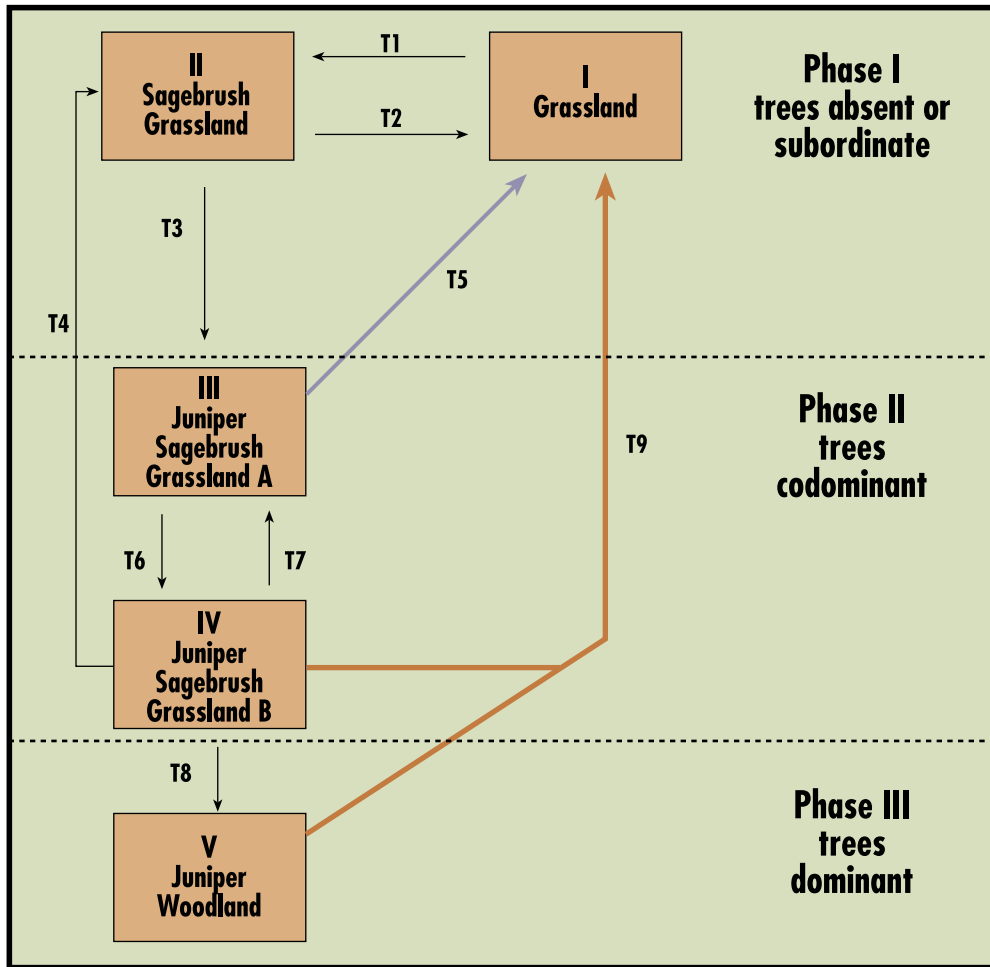 T1
II
Sagebrush
Grassland
I
Grassland
Phase I
trees absent or
subordinate
T2
T3
T5
T4
III
Juniper
Sagebrush
Grassland A
Phase II
trees
codominant
T9
T6
T7
IV
Juniper
Sagebrush
Grassland B
T8
V
Juniper
Woodland
Phase III
trees
dominant